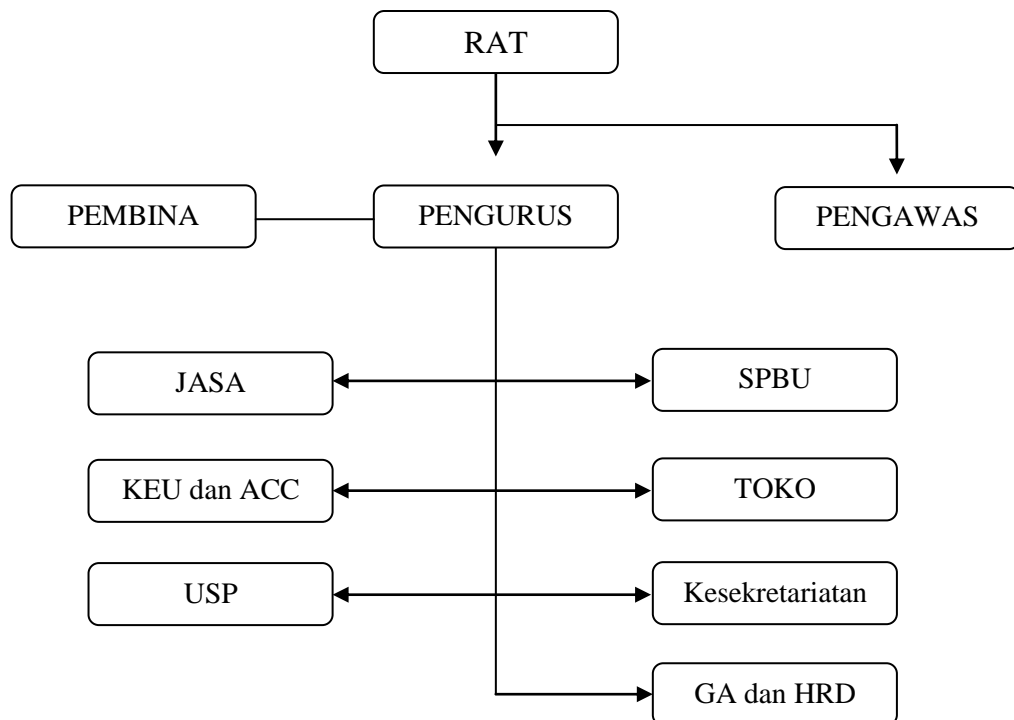 RAT
PEMBINA
PENGURUS
PENGAWAS
JASA
SPBU
KEU dan ACC
TOKO
USP
Kesekretariatan
GA dan HRD